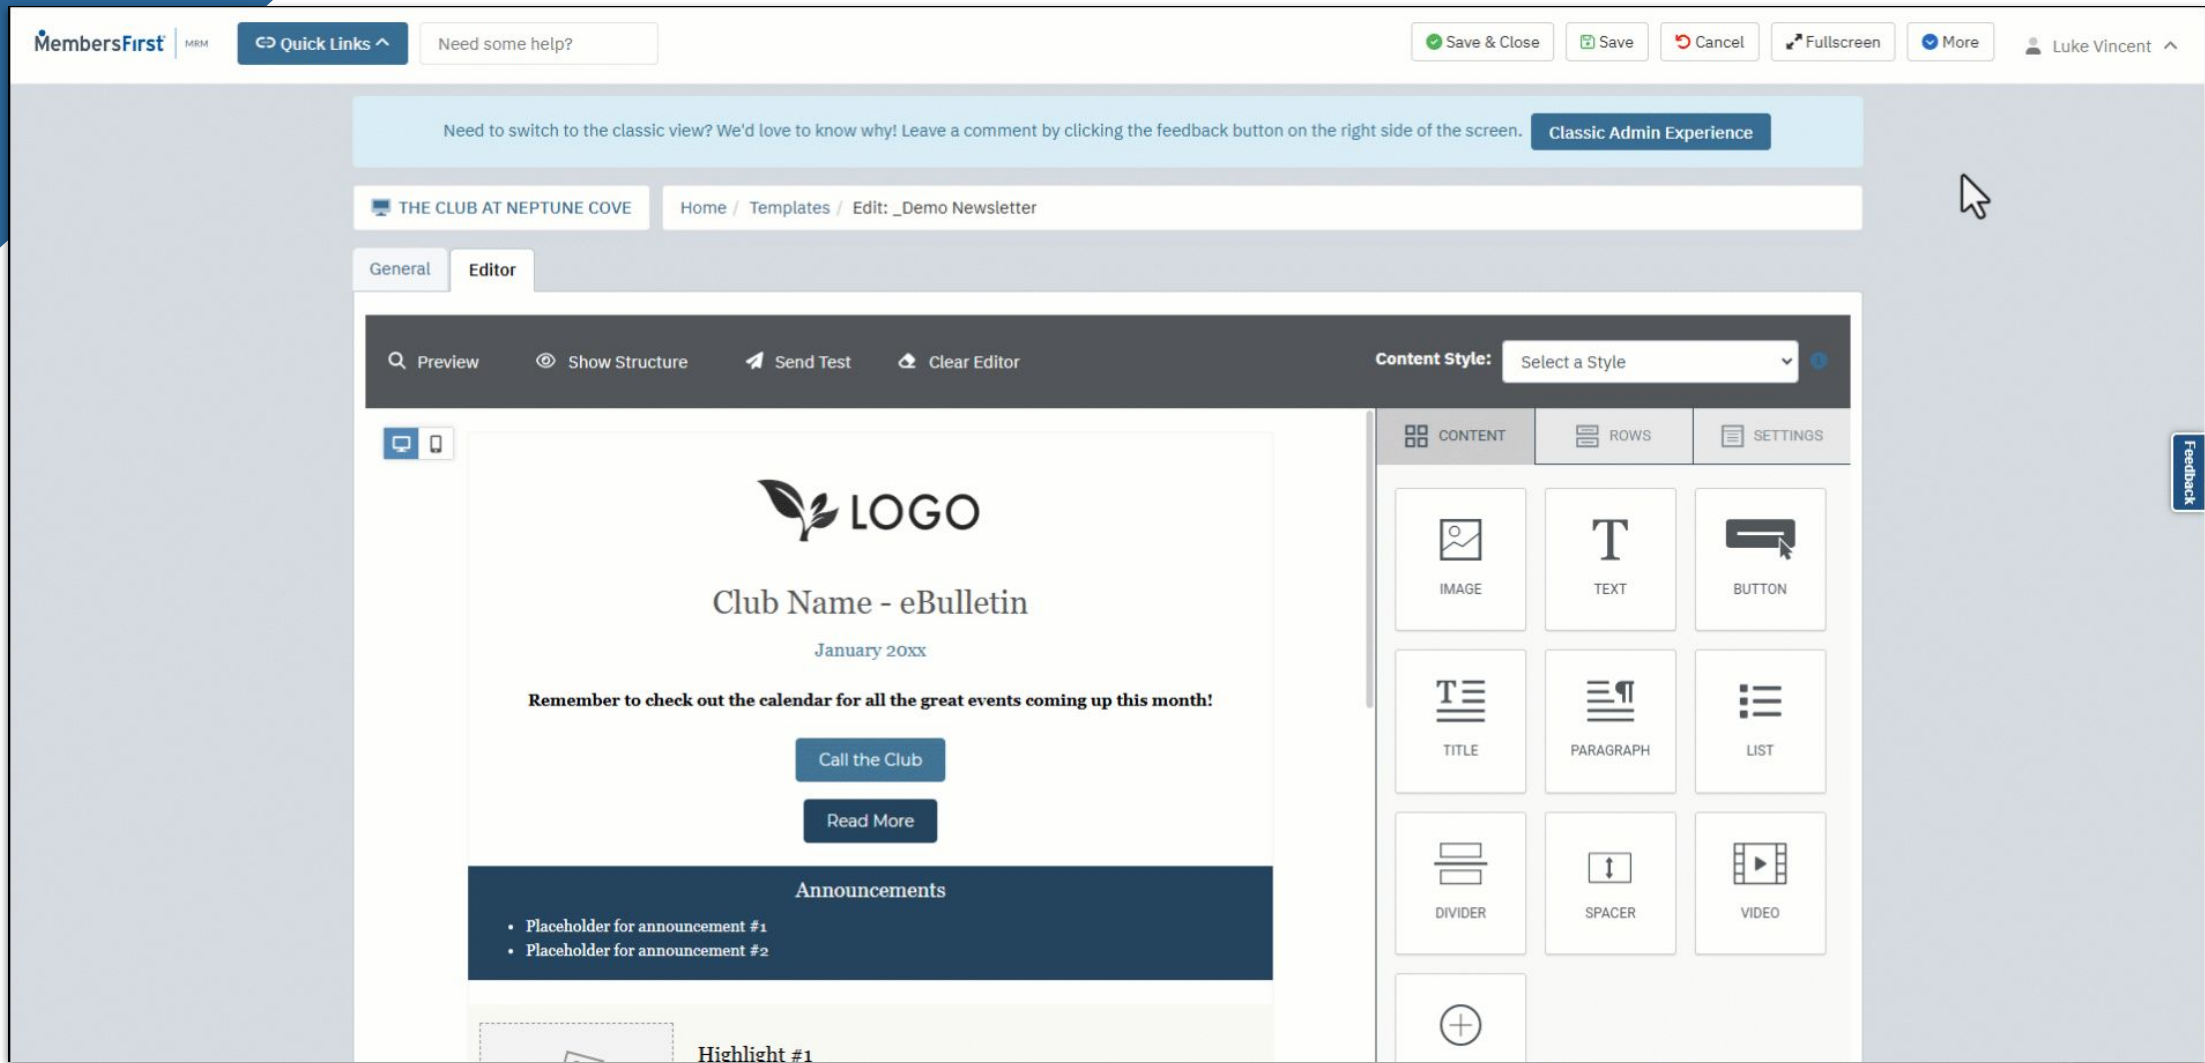 MembersFirst MRM Quick Links Need some help? Save & Close Save Cancel Fullscreen More Luke Vincent
Need to switch to the classic view? We'd love to know why! Leave a comment by clicking the feedback button on the right side of the screen. Classic Admin Experience
THE CLUB AT NEPTUNE COVE Home / Templates / Edit: _Demo Newsletter
General Editor
Preview Show Structure Send Test Clear Editor Content Style: Select a Style
CONTENT ROWS SETTINGS
Feedback
LOGO
Club Name - eBulletin
January 20xx
Remember to check out the calendar for all the great events coming up this month!
Call the Club
Read More
Announcements
• Placeholder for announcement #1
• Placeholder for announcement #2
Highlight #1
IMAGE TEXT BUTTON
TITLE PARAGRAPH LIST
DIVIDER SPACER VIDEO